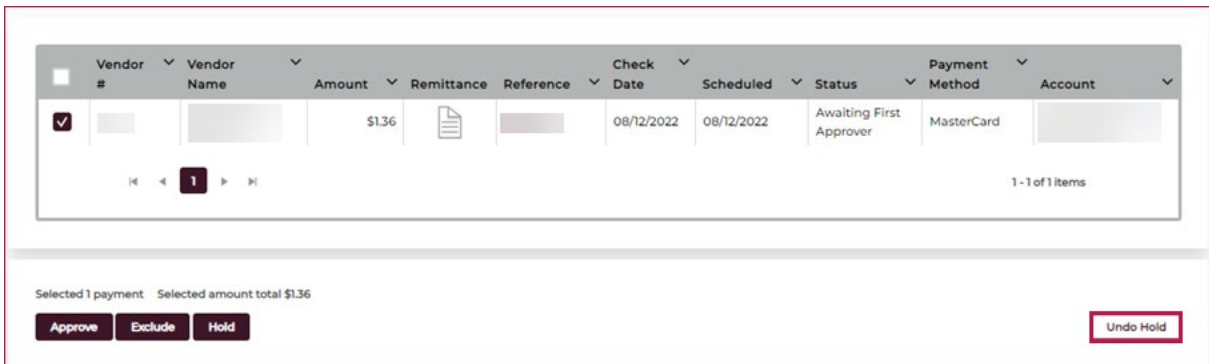 Vendor # Vendor Name Amount Remittance Reference Check Date Scheduled Status Payment Method Account
$1.36 08/12/2022 08/12/2022 Awaiting First Approver MasterCard
1 1 - 1 of 1 items
Selected 1 payment Selected amount total $1.36
Approve Exclude Hold Undo Hold